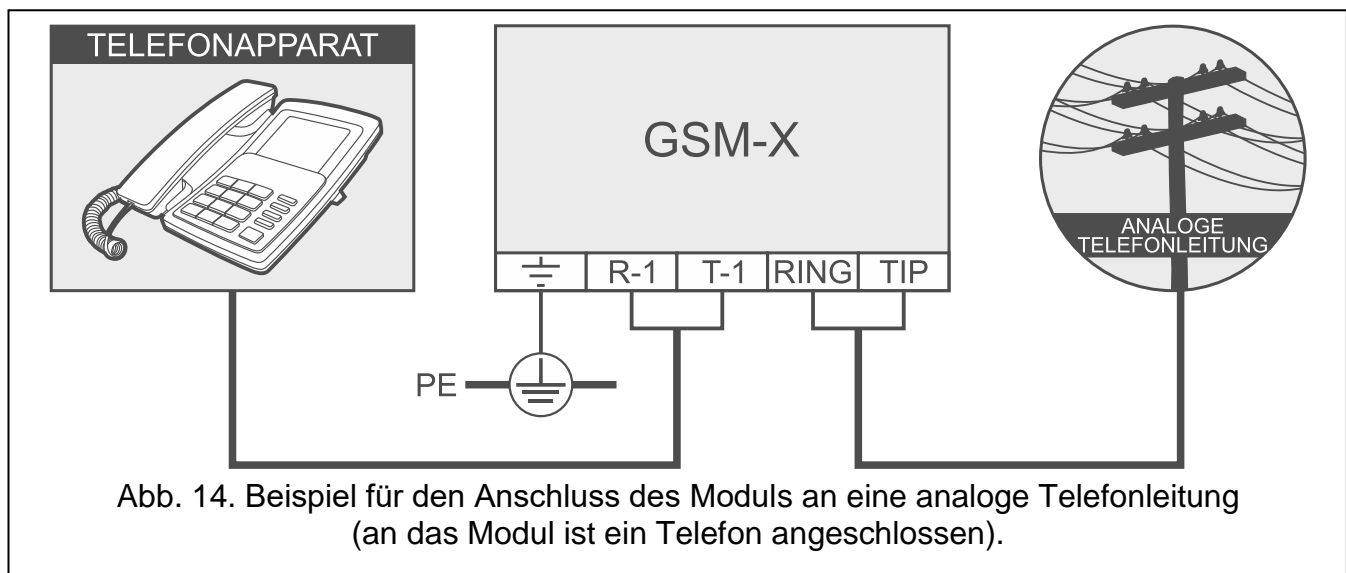 TELEFONAPPARAT
GSM-X
ANALOGE
TELEFONLEITUNG
R-1 T-1 RING TIP
PE
Abb. 14. Beispiel für den Anschluss des Moduls an eine analoge Telefonleitung
(an das Modul ist ein Telefon angeschlossen).